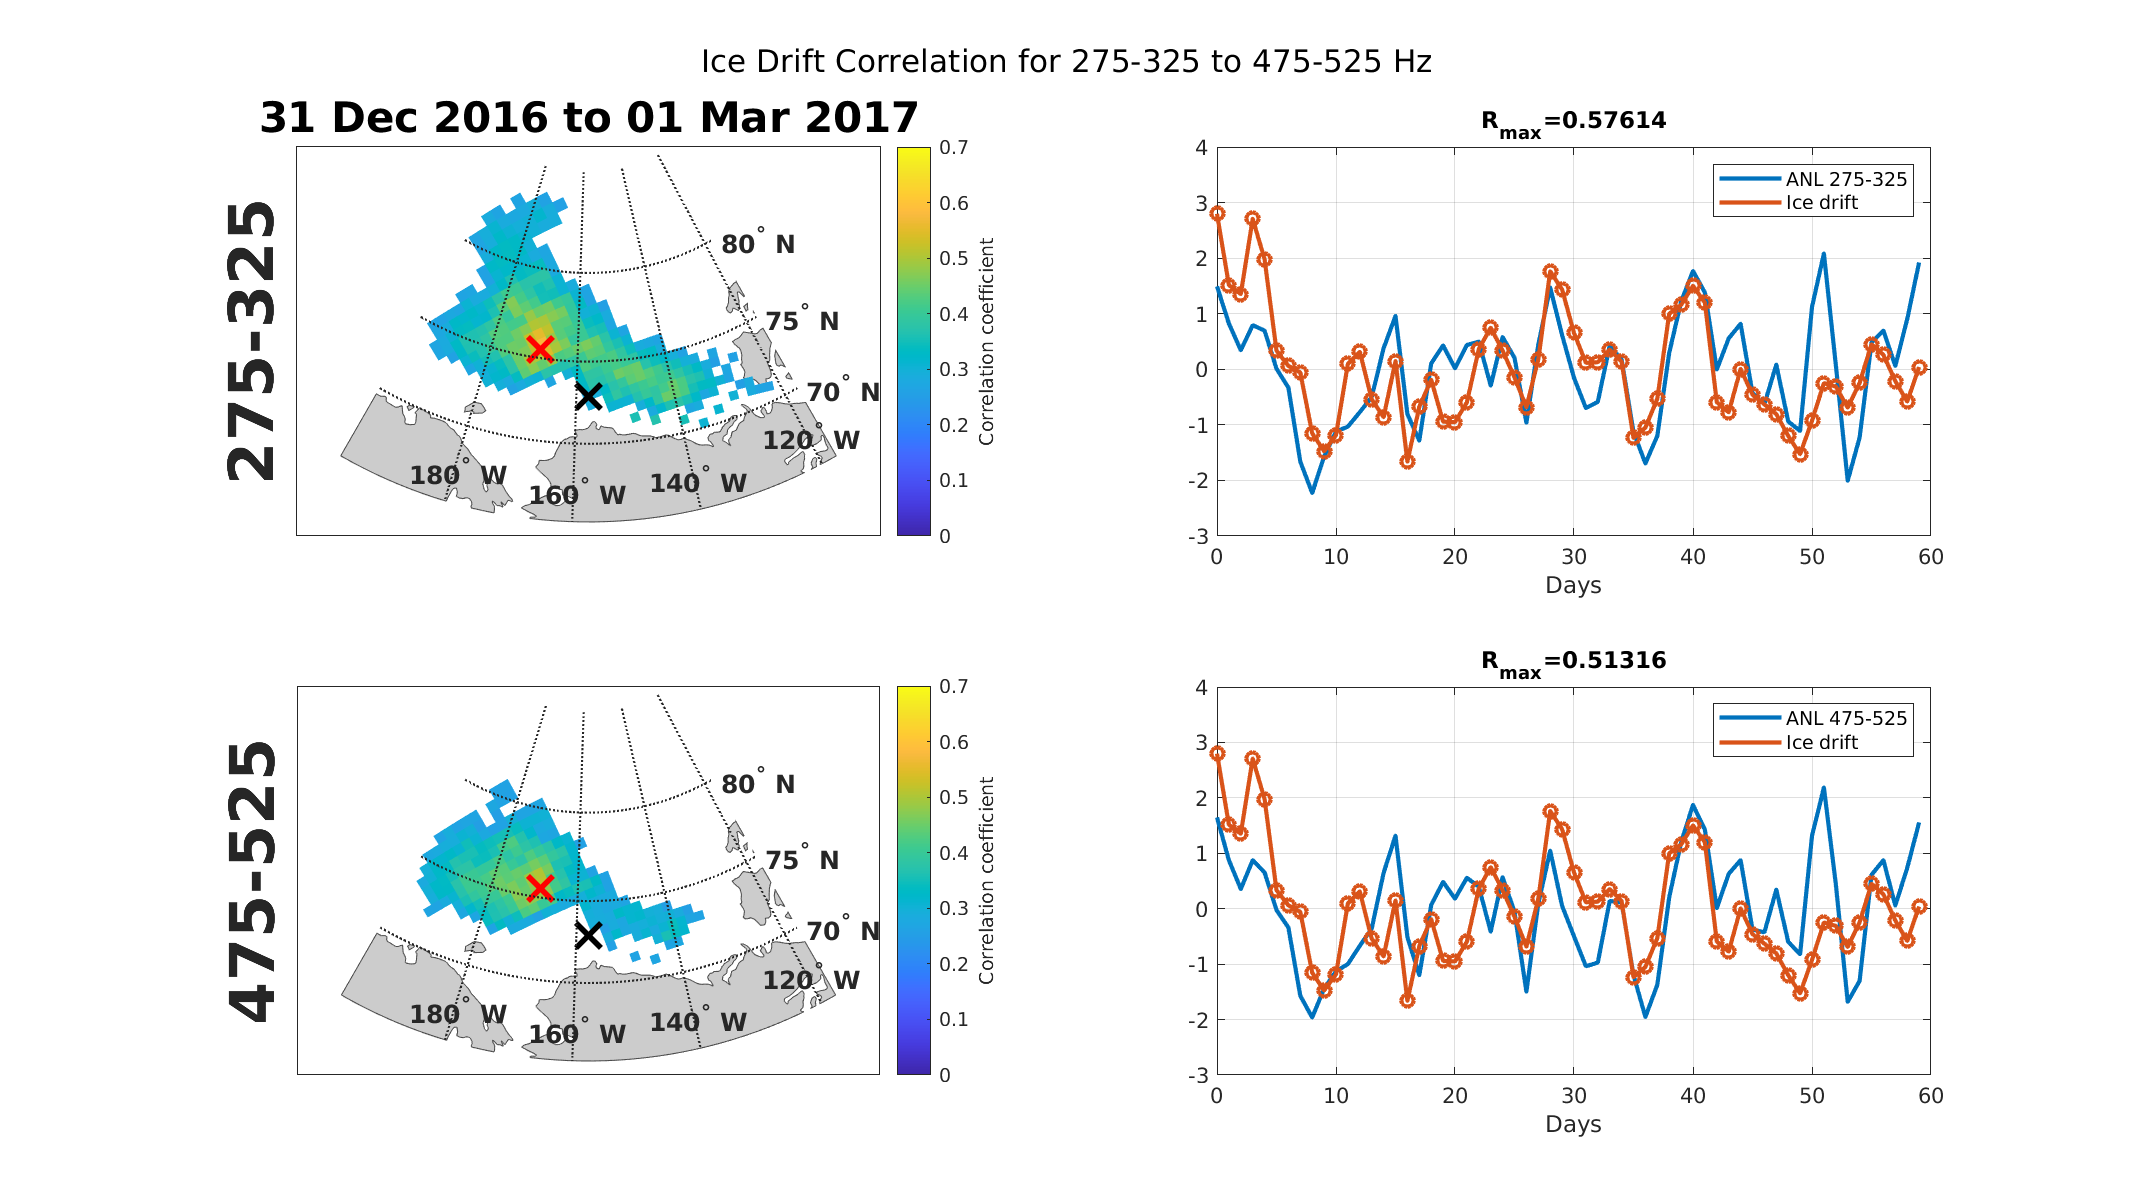 Ice Drift Correlation for 275-325 to 475-525 Hz
31 Dec 2016 to 01 Mar 2017
275-325
80° N
75° N
70° N
120° W
180° W
160° W
140° W
0.7
0.6
0.5
0.4
0.3
0.2
0.1
0
Correlation coefficient
Rmax=0.57614
ANL 275-325
Ice drift
4
3
2
1
0
-1
-2
-3
0 10 20 30 40 50 60
Days
475-525
80° N
75° N
70° N
120° W
180° W
160° W
140° W
0.7
0.6
0.5
0.4
0.3
0.2
0.1
0
Correlation coefficient
Rmax=0.51316
ANL 475-525
Ice drift
4
3
2
1
0
-1
-2
-3
0 10 20 30 40 50 60
Days